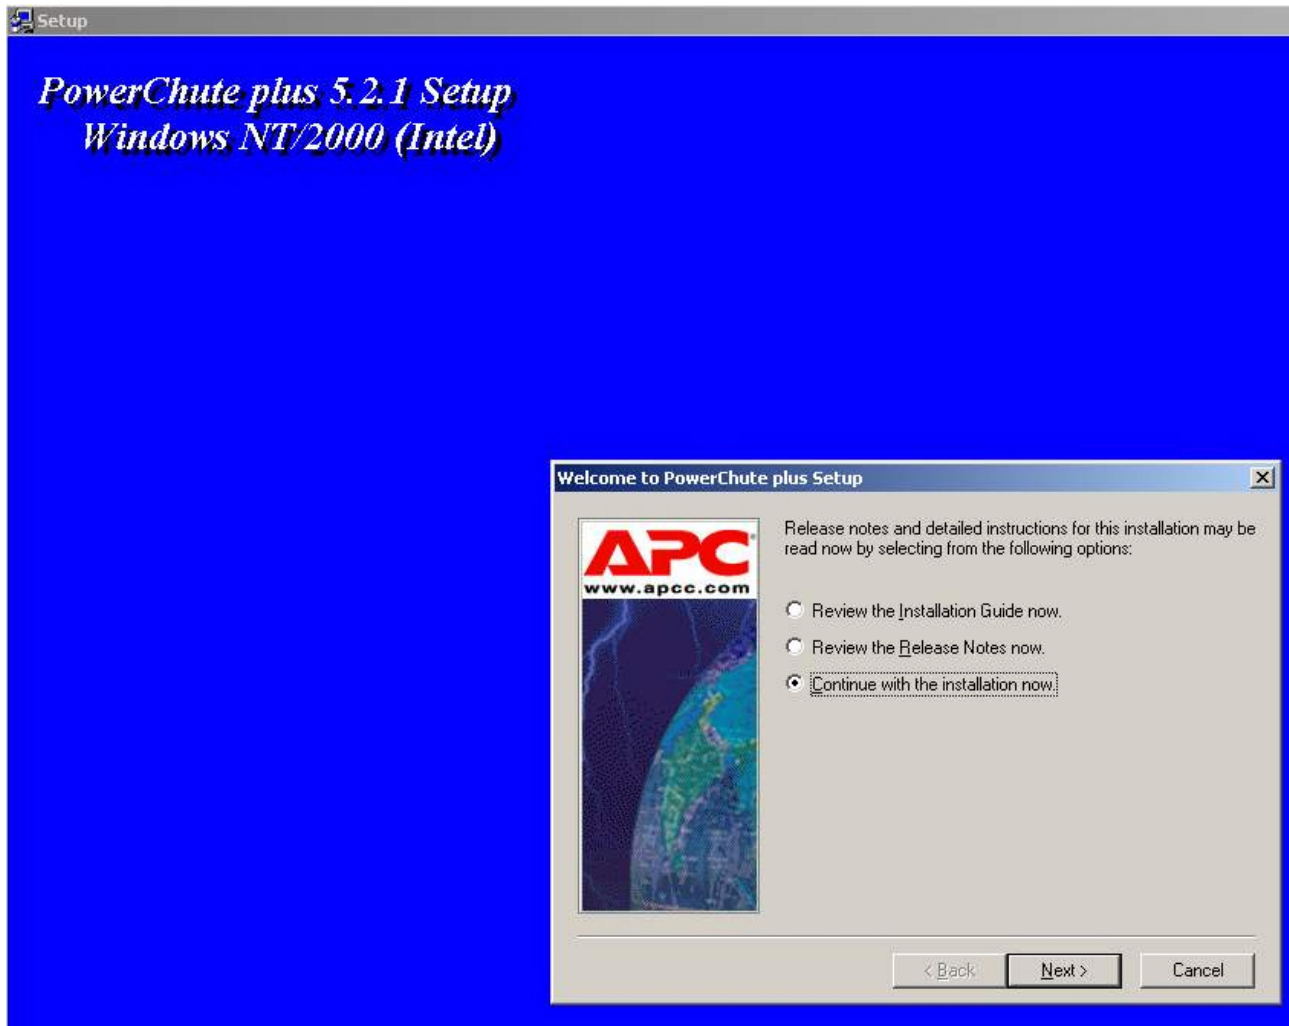 Setup
PowerChute plus 5.2.1 Setup
Windows NT/2000 (Intel)
Welcome to PowerChute plus Setup
APC
www.apcc.com
Release notes and detailed instructions for this installation may be
read now by selecting from the following options:
Review the Installation Guide now.
Review the Release Notes now.
Continue with the installation now.
< Back
Next >
Cancel